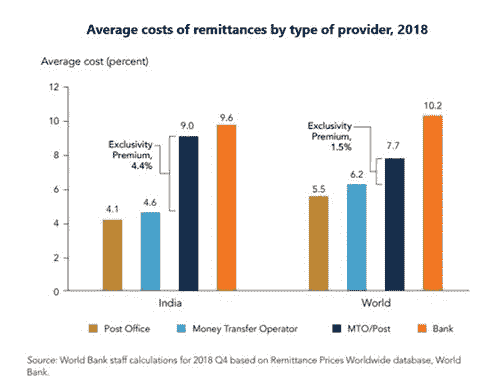 Average costs of remittances by type of provider, 2018
Average cost (percent)
12
10
8
6
4
2
0
4.1
4.6
Exclusivity
Premium,
4.4%
9.0
9.6
5.5
6.2
Exclusivity
Premium,
1.5%
7.7
10.2
India
World
Post Office
Money Transfer Operator
MTO/Post
Bank
Source: World Bank staff calculations for 2018 Q4 based on Remittance Prices Worldwide database, World
Bank.